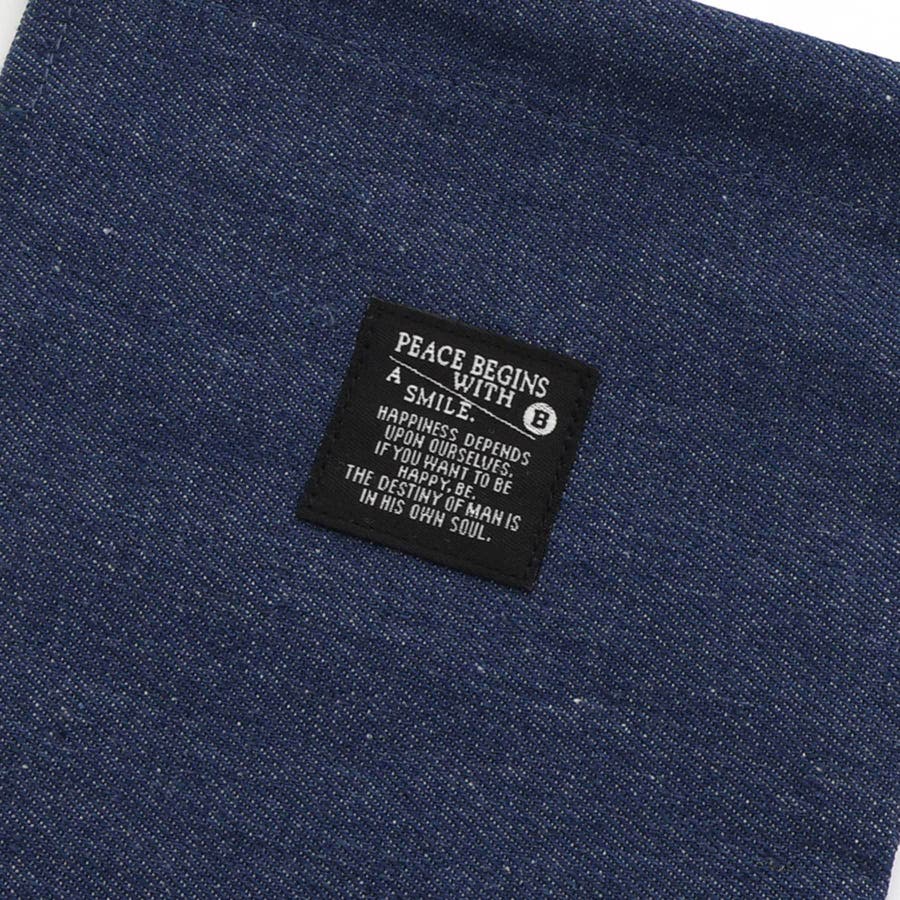 PEACE BEGINS
WITH
A SMILE.
B
HAPPINESS DEPENDS
UPON OURSELVES.
IF YOU WANT TO BE
HAPPY, BE.
THE DESTINY OF MAN IS
IN HIS OWN SOUL.